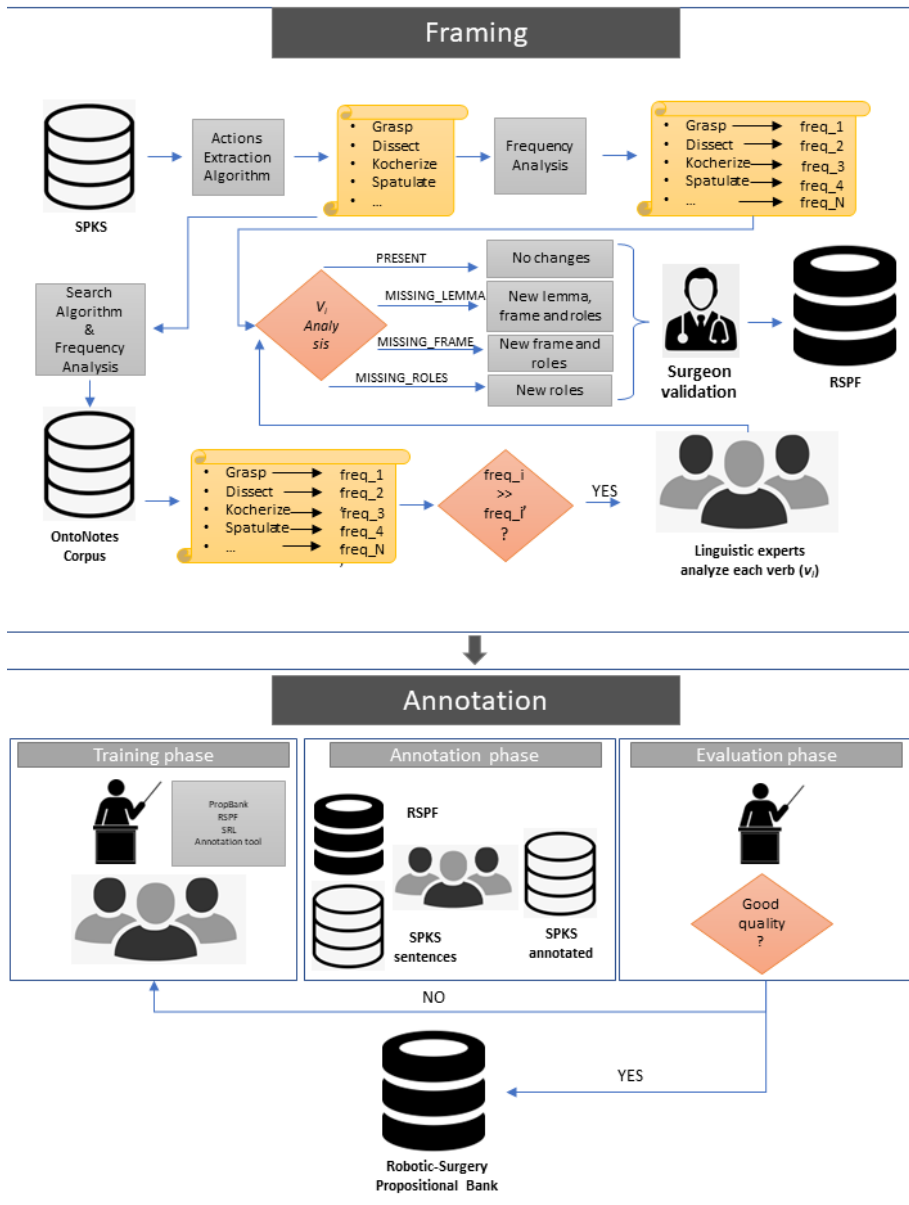 Framing
SPKS
Actions
Extraction
Algorithm
• Grasp
• Dissect
• Kocherize
• Spatulate
• ...
Frequency
Analysis
• Grasp freq_1
• Dissect freq_2
• Kocherize freq_3
• Spatulate freq_4
• ... freq_N
Search
Algorithm
&
Frequency
Analysis
Vi
Analy
sis
PRESENT
No changes
MISSING_LEMMA
New lemma,
frame and roles
MISSING_FRAME
New frame and
roles
MISSING_ROLES
New roles
Surgeon
validation
RSPF
OntoNotes
Corpus
• Grasp freq_1
• Dissect freq_2
• Kocherize freq_3
• Spatulate freq_4
• ... freq_N
freq_i
>>
freq_i'
?
YES
Linguistic experts
analyze each verb (vi)
Annotation
Training phase
PropBank
RSPF
SRL
Annotation tool
Annotation phase
RSPF
SPKS
sentences
SPKS
annotated
Evaluation phase
Good
quality
?
NO
YES
Robotic-Surgery
Propositional Bank